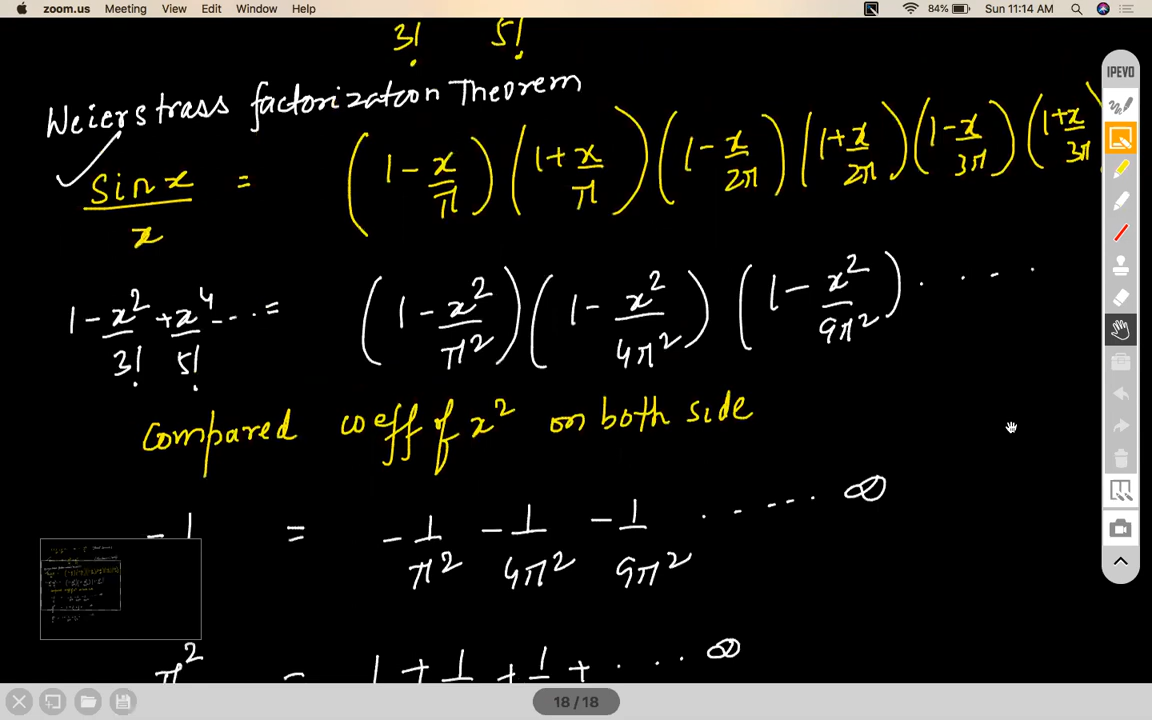 zoom.us Meeting View Edit Window Help 84% Sun 11:14 AM
3! 5!
Weierstrass factorization Theorem
IPEVO
sin x / x = (1 - x/π) (1 + x/π) (1 - x/2π) (1 + x/2π) (1 - x/3π) (1 + x/3π)
1 - x²/3! + x⁴/5! - ... = (1 - x²/π²) (1 - x²/4π²) (1 - x²/9π²) . . . .
compared coeff of x² on both side
- 1 = - 1/π² - 1/4π² - 1/9π² . - - - . ∞
π² = 1 + 1 + 1 + . . . . ∞
18 / 18